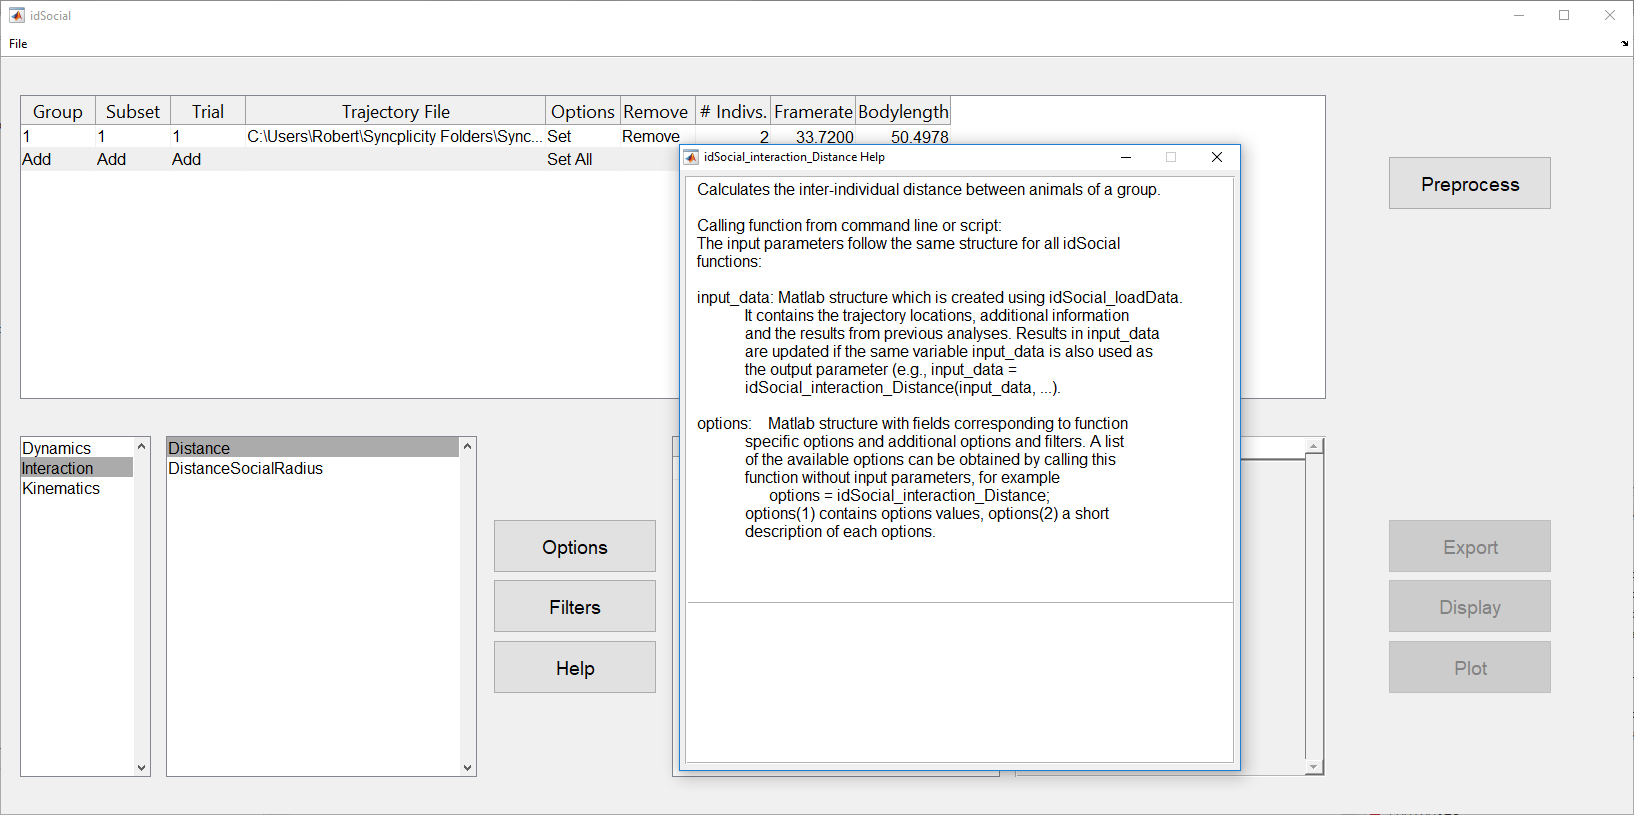 idSocial
File
Group Subset Trial Trajectory File Options Remove # Indivs. Framerate Bodylength
1 1 1 C:\Users\Robert\Syncplicity Folders\Sync... Set Remove 2 33.7200 50.4978
Add Add Add Set All
idSocial_interaction_Distance Help
Calculates the inter-individual distance between animals of a group.
Calling function from command line or script:
The input parameters follow the same structure for all idSocial
functions:
input_data: Matlab structure which is created using idSocial_loadData.
It contains the trajectory locations, additional information
and the results from previous analyses. Results in input_data
are updated if the same variable input_data is also used as
the output parameter (e.g., input_data =
idSocial_interaction_Distance(input_data, ...).
options: Matlab structure with fields corresponding to function
specific options and additional options and filters. A list
of the available options can be obtained by calling this
function without input parameters, for example
options = idSocial_interaction_Distance;
options(1) contains options values, options(2) a short
description of each options.
Preprocess
Dynamics
Interaction
Kinematics
Distance
DistanceSocialRadius
Options
Filters
Help
Export
Display
Plot